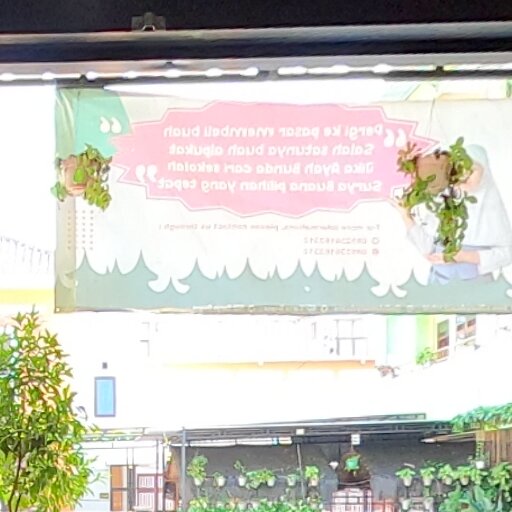 Pergi ke pasar membeli buah
Salah satunya buah alpukat
Jika Ayah Bunda cari sekolah
Surya Buana pilihan yang tepat
For more informations, please contact us through :